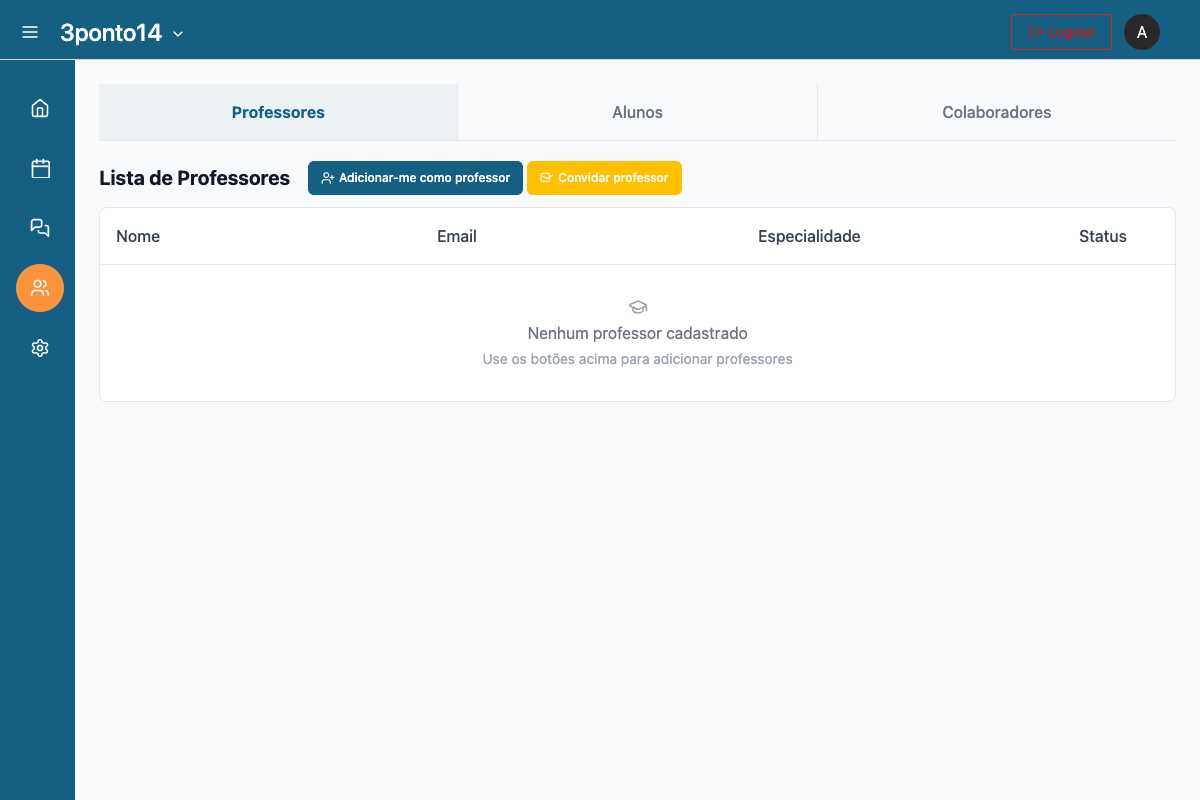 3ponto14
Logout
A
Professores
Alunos
Colaboradores
Lista de Professores
Adicionar-me como professor
Convidar professor
Nome
Email
Especialidade
Status
Nenhum professor cadastrado
Use os botões acima para adicionar professores